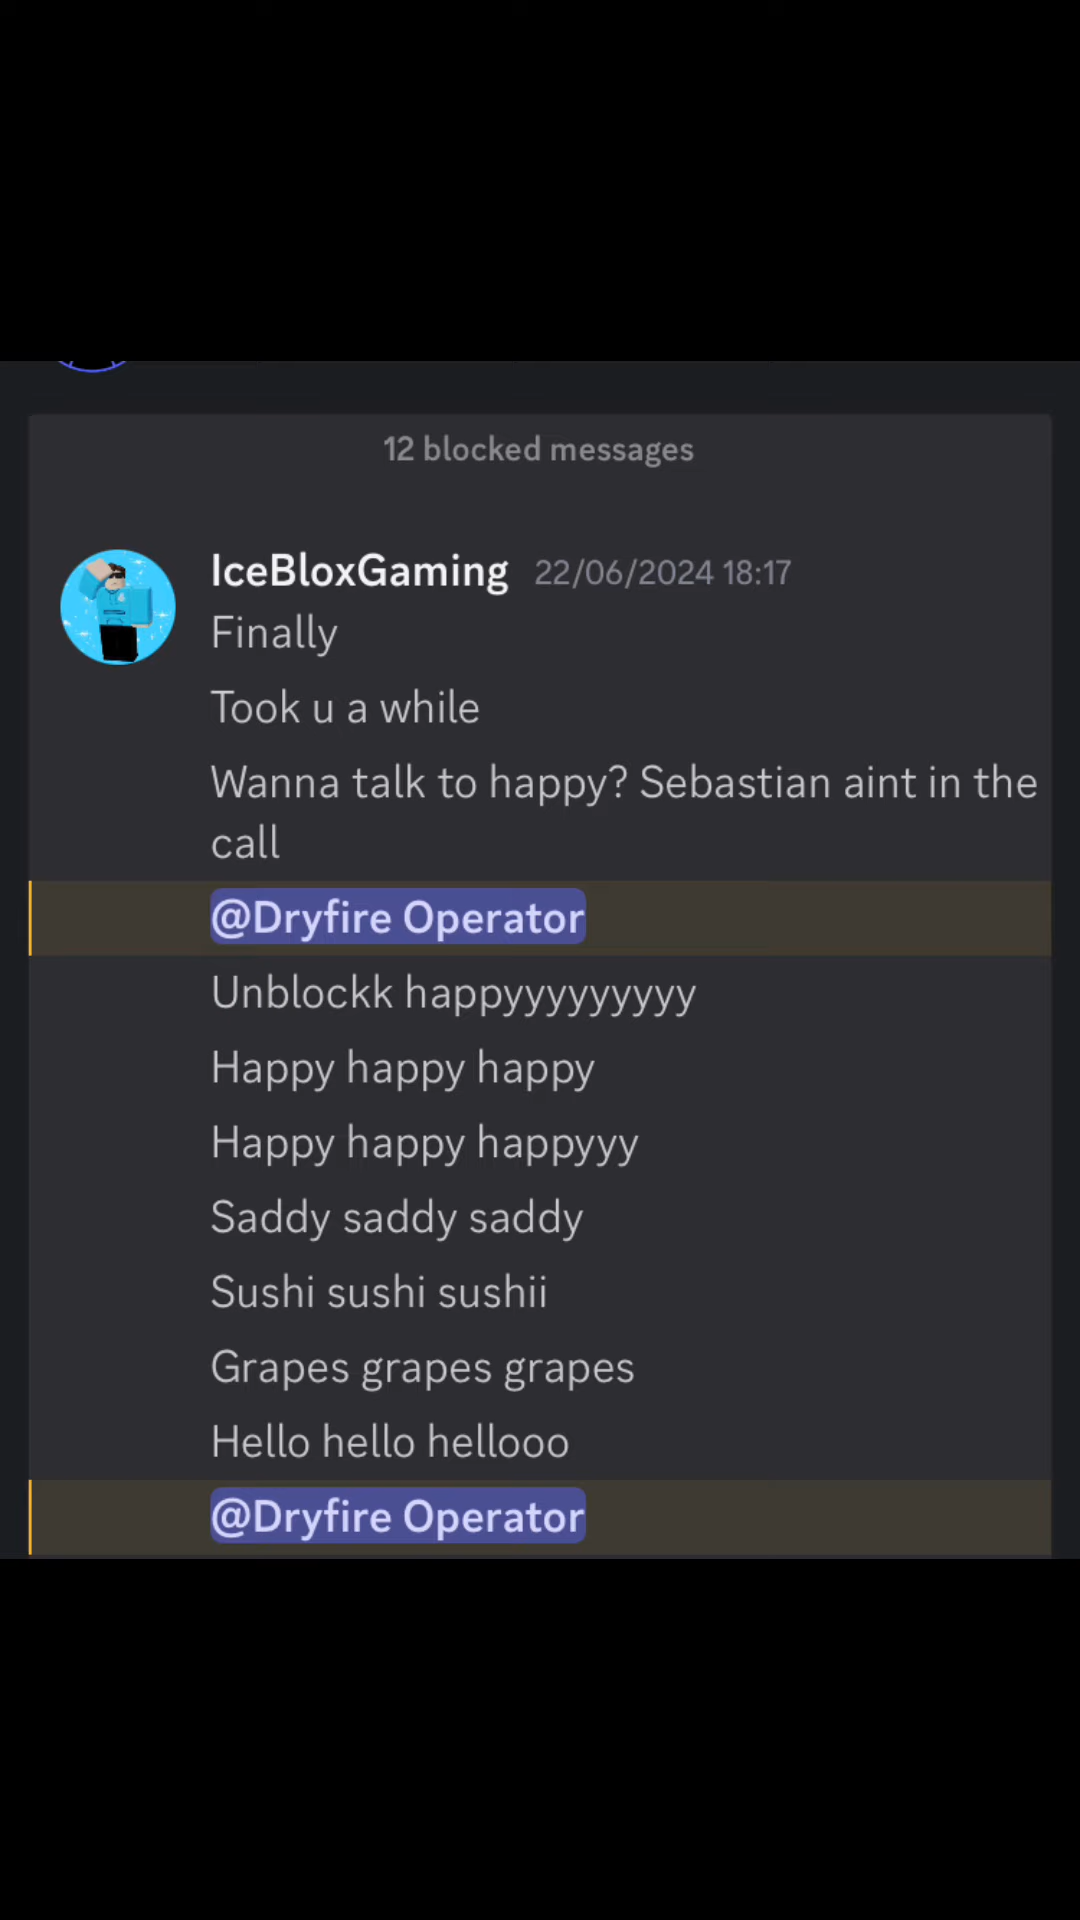 12 blocked messages
IceBloxGaming 22/06/2024 18:17
Finally
Took u a while
Wanna talk to happy? Sebastian aint in the
call
@Dryfire Operator
Unblockk happyyyyyyyyy
Happy happy happy
Happy happy happyyy
Saddy saddy saddy
Sushi sushi sushii
Grapes grapes grapes
Hello hello hellooo
@Dryfire Operator